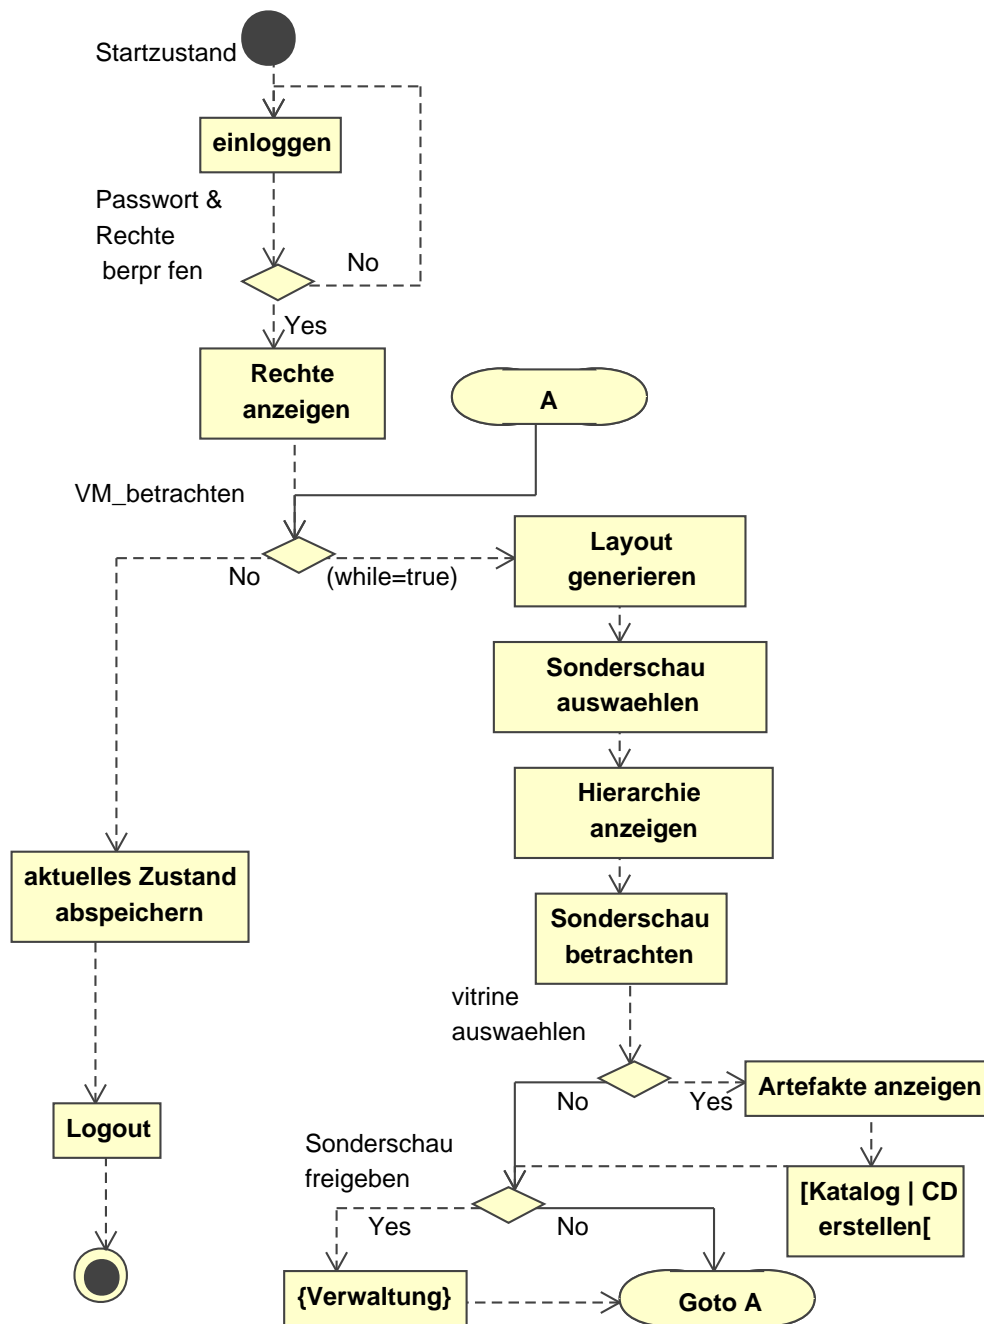 Startzustand
einloggen
Passwort &
Rechte
berpr fen
No
Yes
Rechte
anzeigen
A
VM_betrachten
No
(while=true)
Layout
generieren
Sonderschau
auswaehlen
Hierarchie
anzeigen
aktuelles Zustand
abspeichern
Sonderschau
betrachten
vitrine
auswaehlen
No
Yes
Artefakte anzeigen
Logout
Sonderschau
freigeben
[Katalog | CD
erstellen[
Yes
No
{Verwaltung}
Goto A